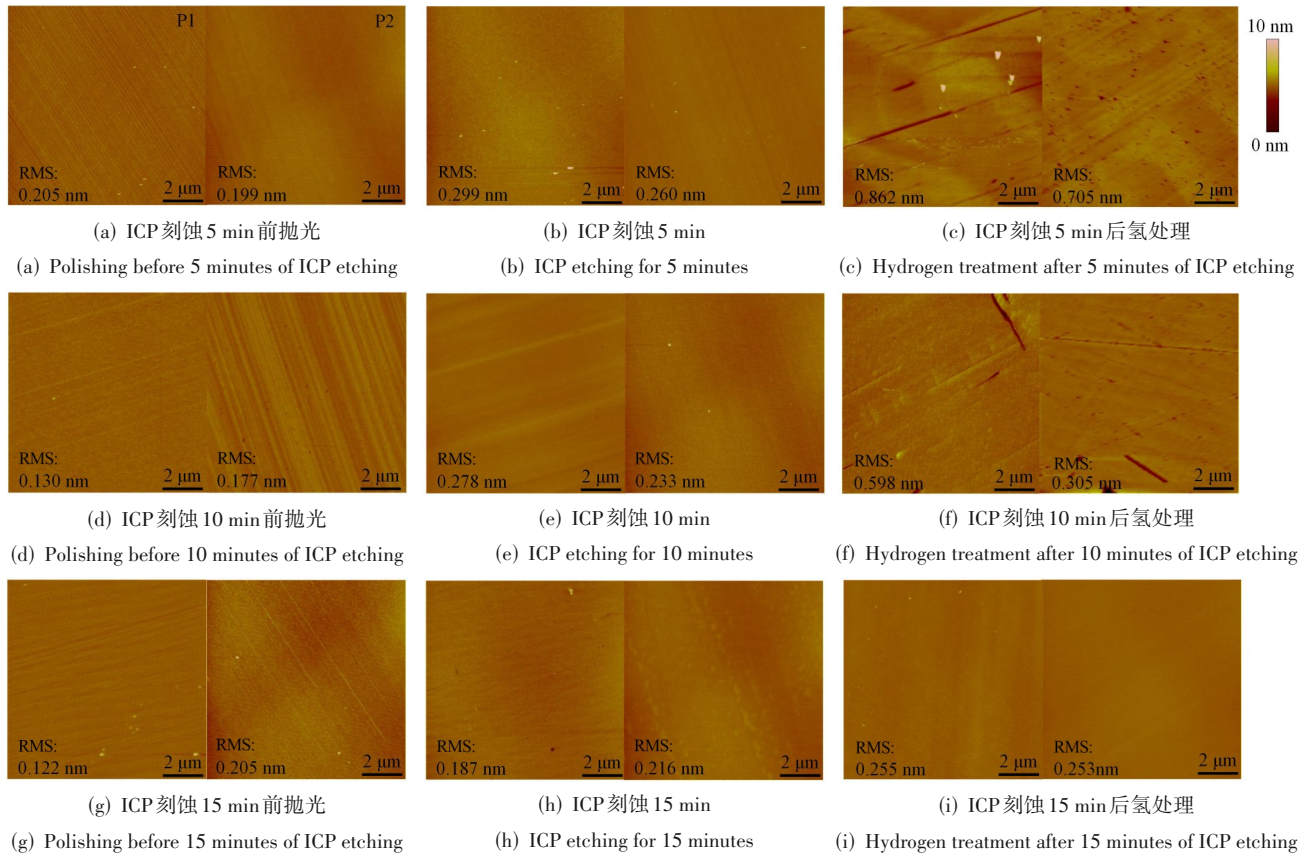 P1
P2
10 nm
0 nm
RMS:
0.205 nm
2 μm
RMS:
0.199 nm
2 μm
RMS:
0.299 nm
2 μm
RMS:
0.260 nm
2 μm
RMS:
0.862 nm
2 μm
RMS:
0.705 nm
2 μm
(a) ICP刻蚀5 min前抛光
(b) ICP刻蚀5 min
(c) ICP刻蚀5 min后氢处理
(a) Polishing before 5 minutes of ICP etching
(b) ICP etching for 5 minutes
(c) Hydrogen treatment after 5 minutes of ICP etching
RMS:
0.130 nm
2 μm
RMS:
0.177 nm
2 μm
RMS:
0.278 nm
2 μm
RMS:
0.233 nm
2 μm
RMS:
0.598 nm
2 μm
RMS:
0.305 nm
2 μm
(d) ICP刻蚀10 min前抛光
(e) ICP刻蚀10 min
(f) ICP刻蚀10 min后氢处理
(d) Polishing before 10 minutes of ICP etching
(e) ICP etching for 10 minutes
(f) Hydrogen treatment after 10 minutes of ICP etching
RMS:
0.122 nm
2 μm
RMS:
0.205 nm
2 μm
RMS:
0.187 nm
2 μm
RMS:
0.216 nm
2 μm
RMS:
0.255 nm
2 μm
RMS:
0.253nm
2 μm
(g) ICP刻蚀15 min前抛光
(h) ICP刻蚀15 min
(i) ICP刻蚀15 min后氢处理
(g) Polishing before 15 minutes of ICP etching
(h) ICP etching for 15 minutes
(i) Hydrogen treatment after 15 minutes of ICP etching